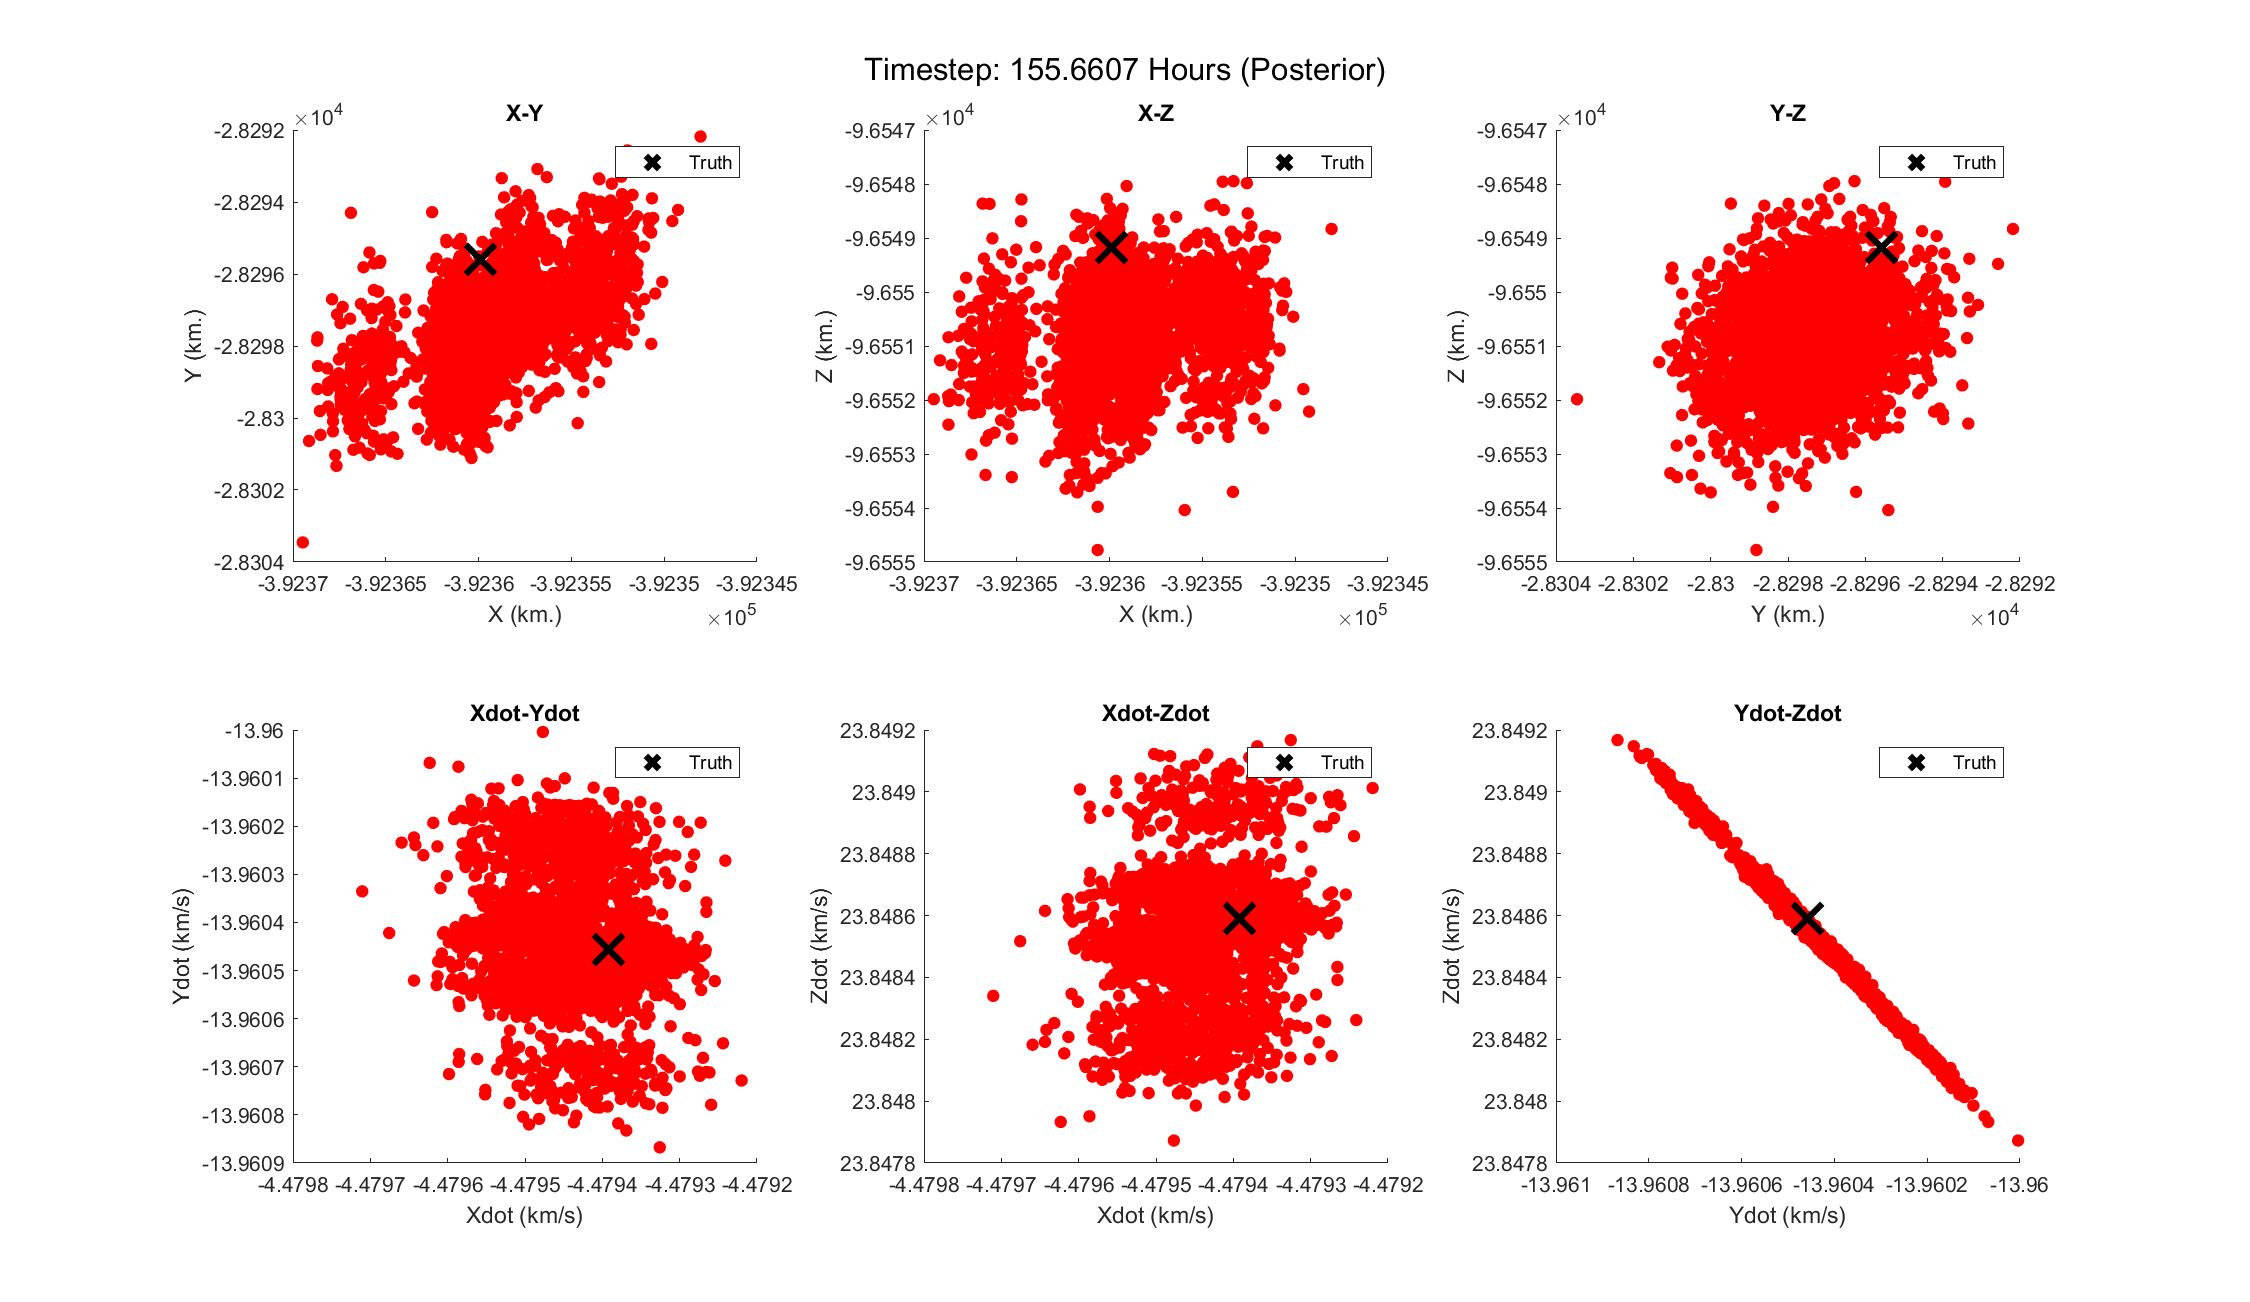 Timestep: 155.6607 Hours (Posterior)
X-Y
×10^4
-2.8292
-2.8294
-2.8296
-2.8298
-2.83
-2.8302
-2.8304
Y (km.)
Truth
-3.9237 -3.92365 -3.9236 -3.92355 -3.9235 -3.92345
X (km.)
×10^5
X-Z
×10^4
-9.6547
-9.6548
-9.6549
-9.655
-9.6551
-9.6552
-9.6553
-9.6554
-9.6555
Z (km.)
Truth
-3.9237 -3.92365 -3.9236 -3.92355 -3.9235 -3.92345
X (km.)
×10^5
Y-Z
×10^4
-9.6547
-9.6548
-9.6549
-9.655
-9.6551
-9.6552
-9.6553
-9.6554
-9.6555
Z (km.)
Truth
-2.8304 -2.8302 -2.83 -2.8298 -2.8296 -2.8294 -2.8292
Y (km.)
×10^4
Xdot-Ydot
-13.96
-13.9601
-13.9602
-13.9603
-13.9604
-13.9605
-13.9606
-13.9607
-13.9608
-13.9609
Ydot (km/s)
Truth
-4.4798 -4.4797 -4.4796 -4.4795 -4.4794 -4.4793 -4.4792
Xdot (km/s)
Xdot-Zdot
23.8492
23.849
23.8488
23.8486
23.8484
23.8482
23.848
23.8478
Zdot (km/s)
Truth
-4.4798 -4.4797 -4.4796 -4.4795 -4.4794 -4.4793 -4.4792
Xdot (km/s)
Ydot-Zdot
23.8492
23.849
23.8488
23.8486
23.8484
23.8482
23.848
23.8478
Zdot (km/s)
Truth
-13.961 -13.9608 -13.9606 -13.9604 -13.9602 -13.96
Ydot (km/s)